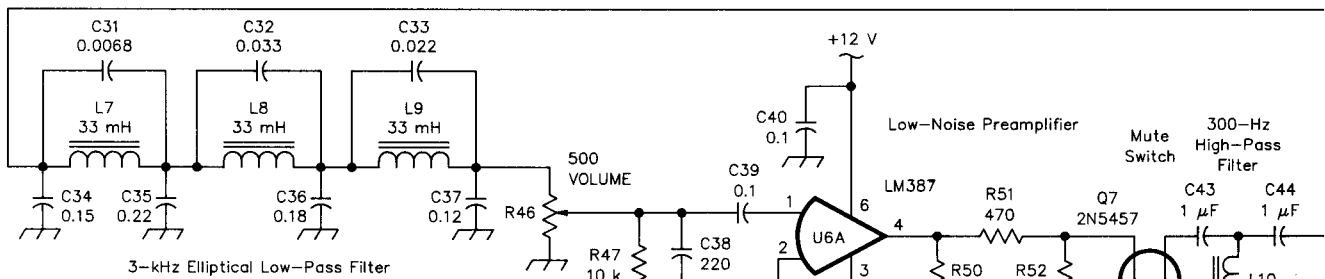 C31
0.0068
C32
0.033
C33
0.022
L7
33 mH
L8
33 mH
L9
33 mH
C34
0.15
C35
0.22
C36
0.18
C37
0.12
3-kHz Elliptical Low-Pass Filter
500
VOLUME
R46
R47
10 k
C38
220
C39
0.1
+12 V
C40
0.1
Low-Noise Preamplifier
LM387
1
2
U6A
6
4
3
R51
470
R50
R52
Mute
Switch
Q7
2N5457
300-Hz
High-Pass
Filter
C43
1 µF
C44
1 µF
L10